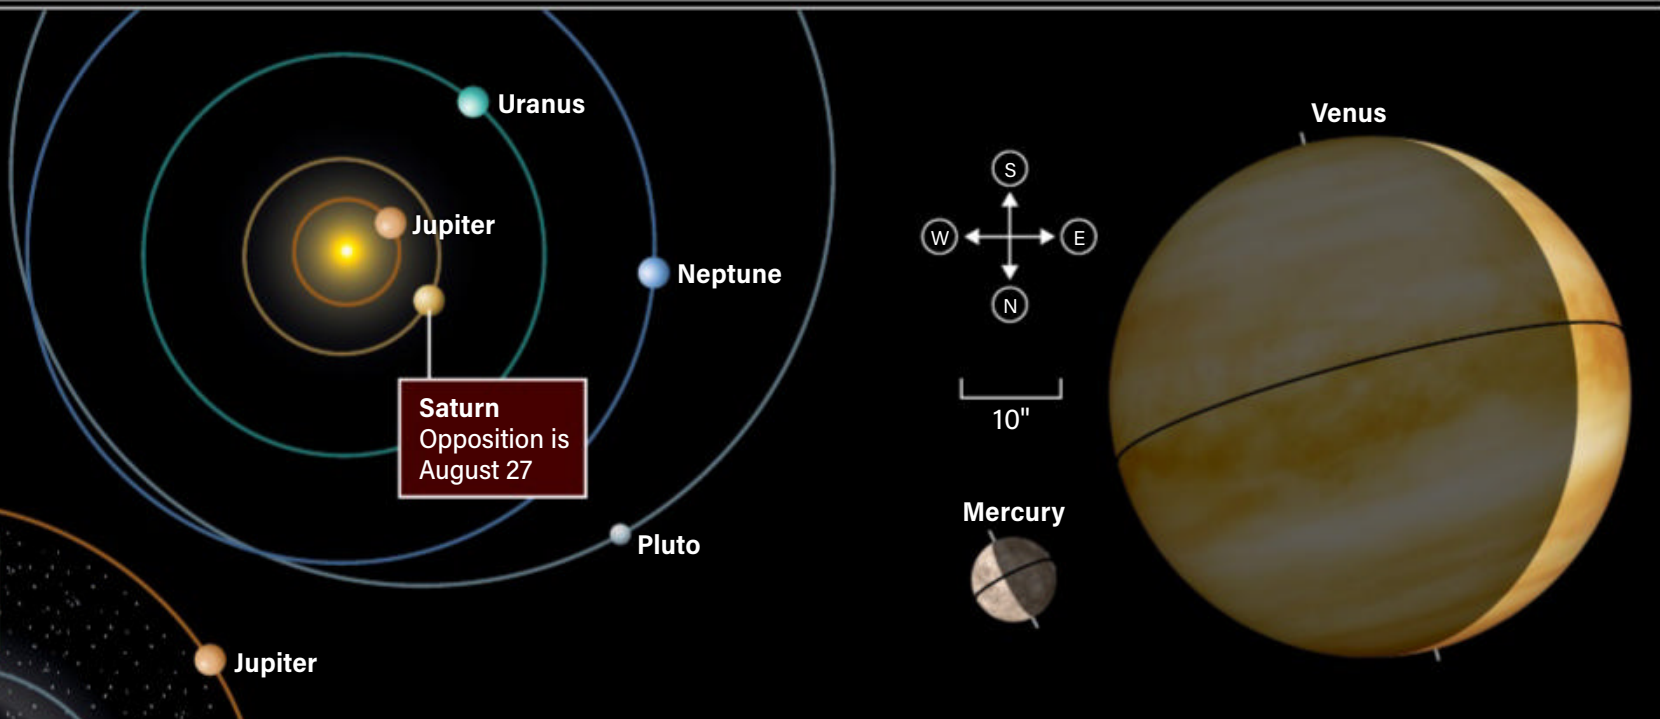 Uranus
Jupiter
Neptune
Saturn
Opposition is
August 27
Pluto
Jupiter
S
W
E
N
10"
Mercury
Venus